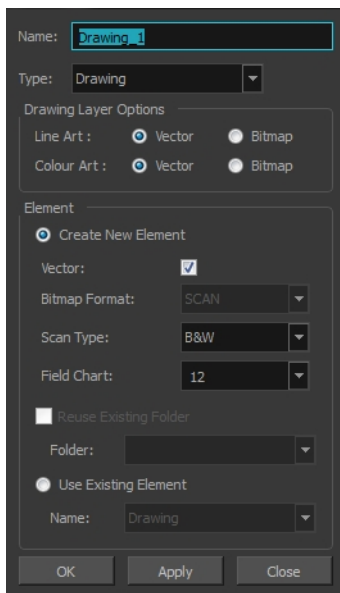 Name: Drawing_1
Type: Drawing
Drawing Layer Options
Line Art : Vector Bitmap
Colour Art : Vector Bitmap
Element
Create New Element
Vector:
Bitmap Format: SCAN
Scan Type: B&W
Field Chart: 12
Reuse Existing Folder
Folder:
Use Existing Element
Name: Drawing
OK Apply Close